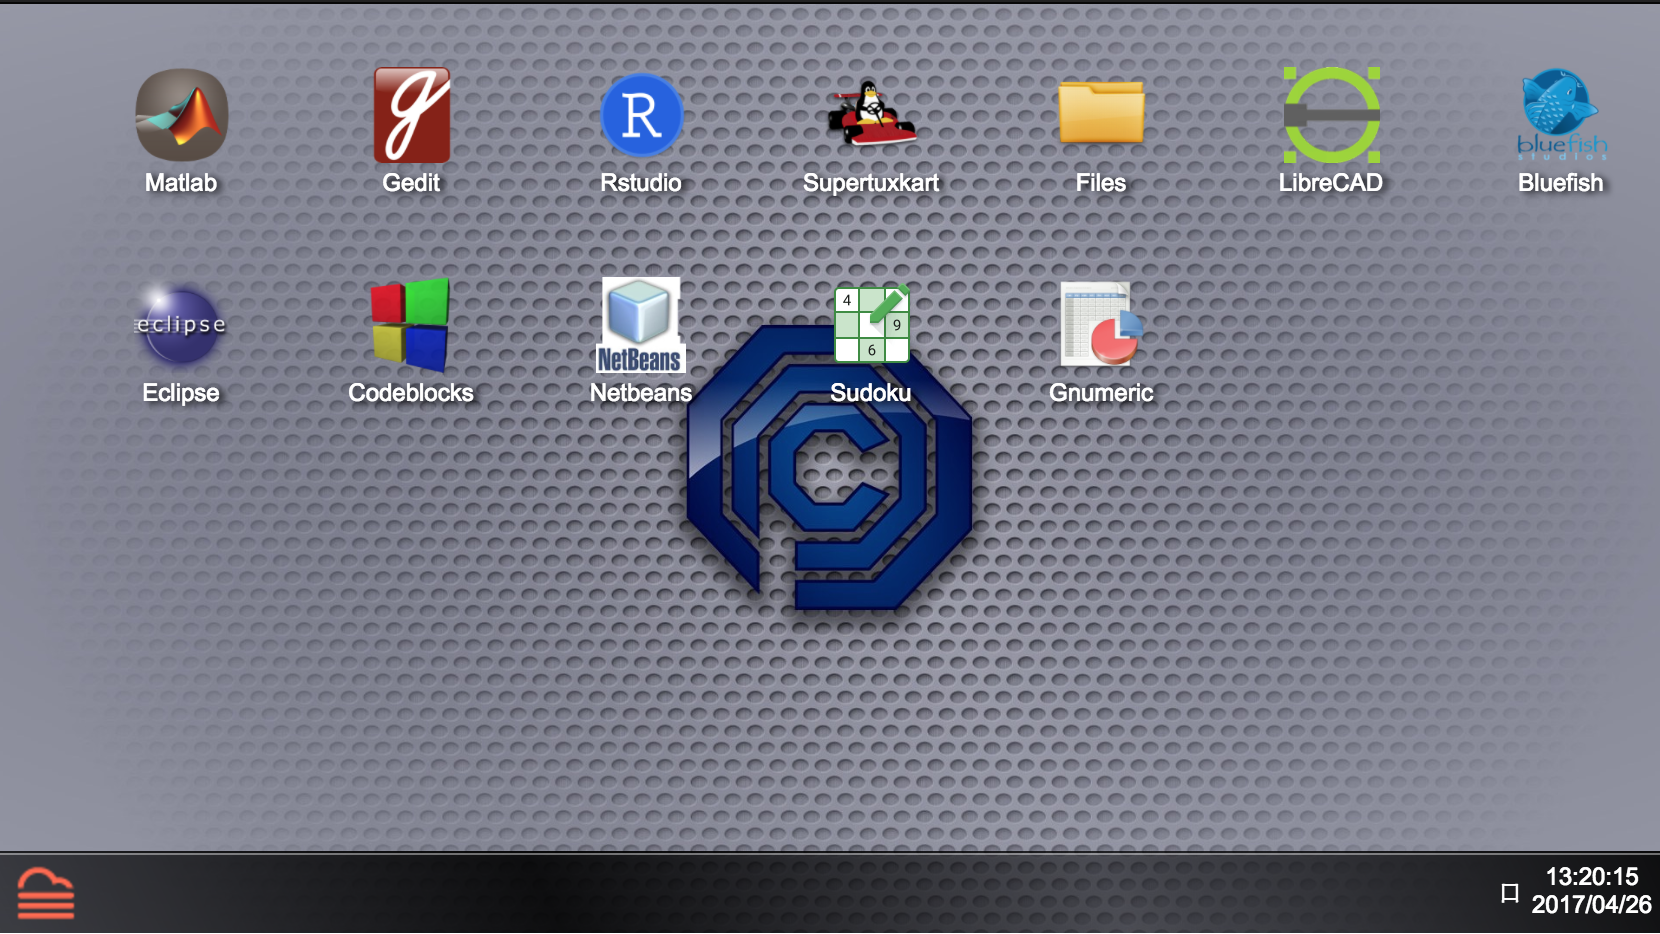 Matlab
Gedit
R
Rstudio
Supertuxkart
Files
LibreCAD
bluefish
studios
Bluefish
eclipse
Eclipse
Codeblocks
NetBeans
Netbeans
4
9
6
Sudoku
Gnumeric
13:20:15
2017/04/26